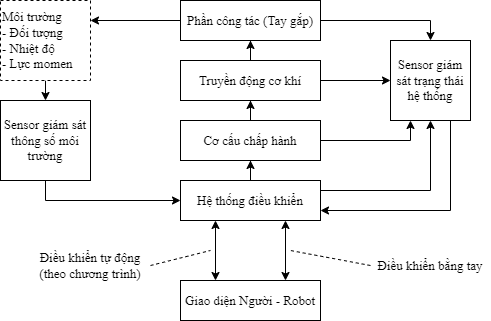 Môi trường
- Đối tượng
- Nhiệt độ
- Lực momen
Phần công tác (Tay gắp)
Truyền động cơ khí
Sensor giám
sát trạng thái
hệ thống
Sensor giám sát
thông số môi
trường
Cơ cấu chấp hành
Hệ thống điều khiển
Điều khiển tự động
(theo chương trình)
Điều khiển bằng tay
Giao diện Người - Robot